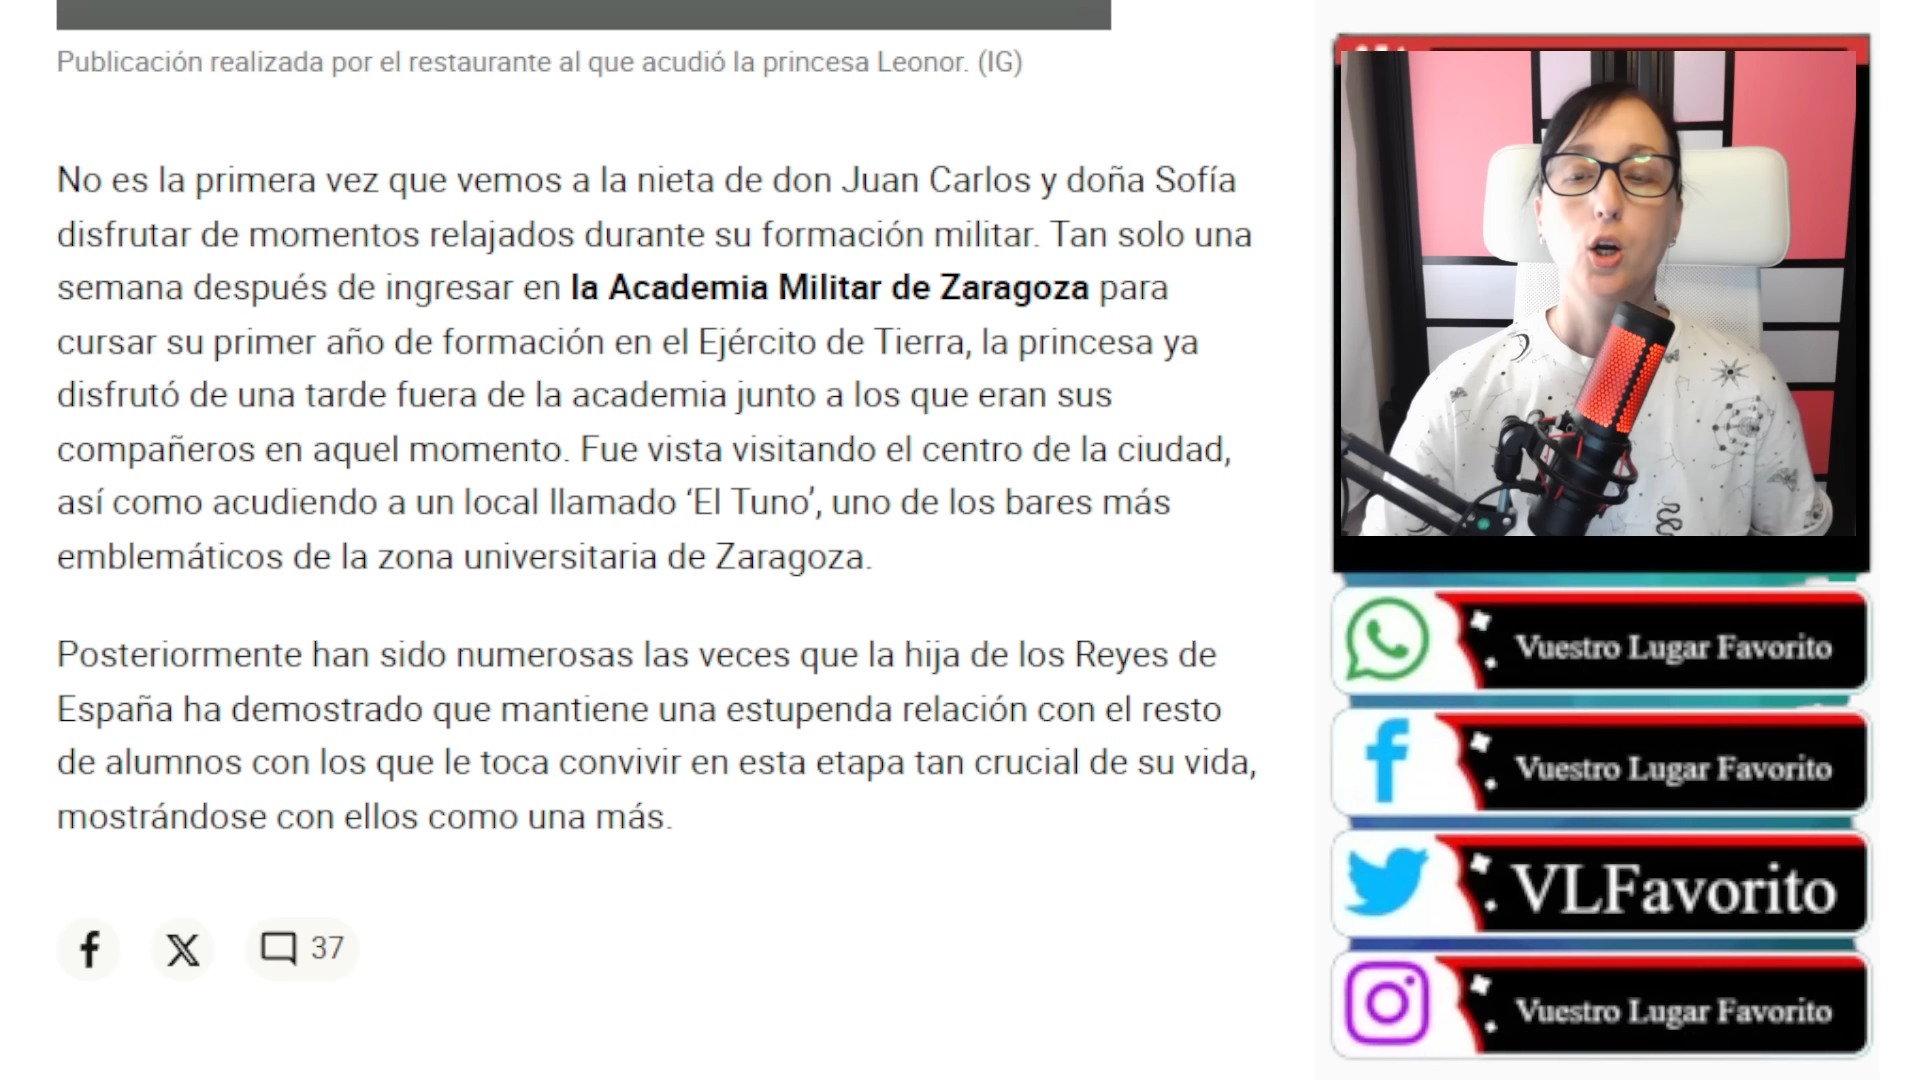 Publicación realizada por el restaurante al que acudió la princesa Leonor. (IG)
No es la primera vez que vemos a la nieta de don Juan Carlos y doña Sofía
disfrutar de momentos relajados durante su formación militar. Tan solo una
semana después de ingresar en la Academia Militar de Zaragoza para
cursar su primer año de formación en el Ejército de Tierra, la princesa ya
disfrutó de una tarde fuera de la academia junto a los que eran sus
compañeros en aquel momento. Fue vista visitando el centro de la ciudad,
así como acudiendo a un local llamado ‘El Tuno’, uno de los bares más
emblemáticos de la zona universitaria de Zaragoza.
Posteriormente han sido numerosas las veces que la hija de los Reyes de
España ha demostrado que mantiene una estupenda relación con el resto
de alumnos con los que le toca convivir en esta etapa tan crucial de su vida,
mostrándose con ellos como una más.
37
Vuestro Lugar Favorito
Vuestro Lugar Favorito
VLFavorito
Vuestro Lugar Favorito